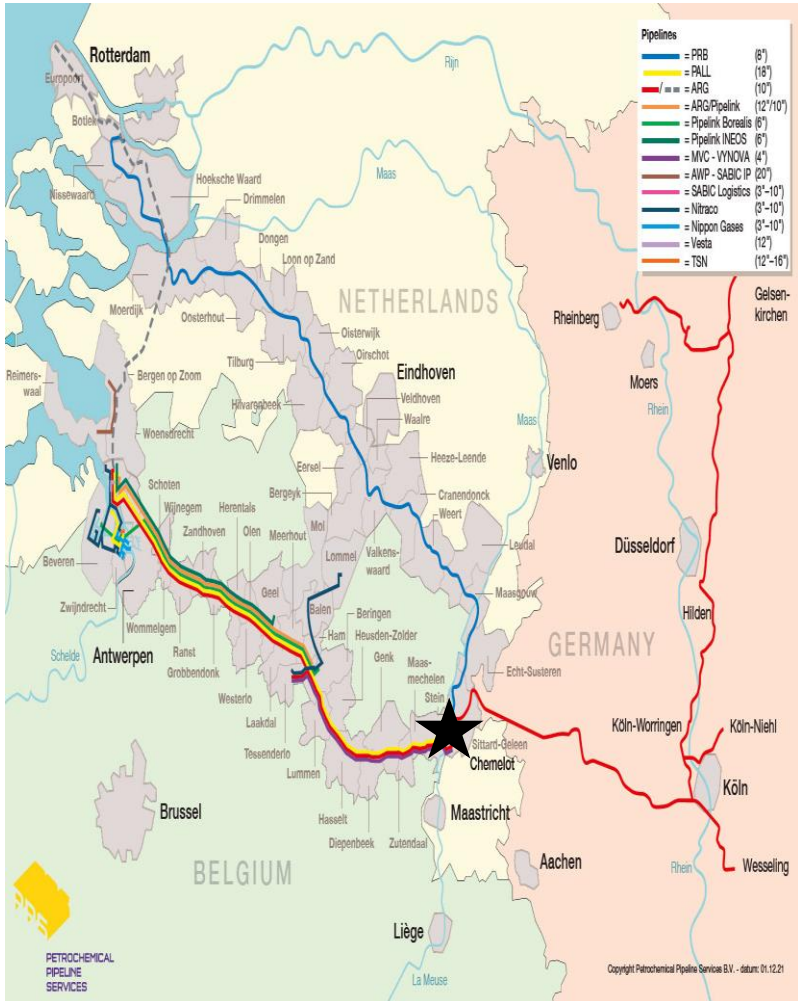 Pipelines
= PRB (8")
= PALL (18")
/ = ARG (10")
= ARG/Pipelink (12"/10")
= Pipelink Borealis (6")
= Pipelink INEOS (6")
= MVC - VYNOVA (4")
= AWP - SABIC IP (20")
= SABIC Logistics (3"-10")
= Nitraco (3"-10")
= Nippon Gases (3"-10")
= Vesta (12")
= TSN (12"-16")
Rotterdam
Europoort
Botlek
Nissewaard
Hoeksche Waard
Drimmelen
Rijn
Maas
Dongen
Loon op Zand
NETHERLANDS
Moerdijk
Oosterhout
Oisterwijk
Tilburg
Oirschot
Rheinberg
Gelsen-
kirchen
Moers
Rhein
Reimers-
waal
Bergen op Zoom
Eindhoven
Hilvarenbeek
Veldhoven
Waalre
Maas
Woensdrecht
Eersel
Heeze-Leende
Venlo
Schoten
Wijnegem
Herentals
Bergeyk
Cranendonck
Zandhoven
Olen
Meerhout
Mol
Weert
Düsseldorf
Lommel
Valkens-
waard
Leudal
Beveren
Geel
Maasgouw
Zwijndrecht
Balen
Beringen
Hilden
Wommelgem
Ham
Heusden-Zolder
GERMANY
Antwerpen
Ranst
Genk
Echt-Susteren
Schelde
Grobbendonk
Maas-
mechelen
Westerlo
Stein
Laakdal
Köln-Worringen
Köln-Niehl
Tessenderlo
Sittard-Geleen
Lummen
Chemelot
Köln
Brussel
Hasselt
Maastricht
Diepenbeek
Zutendaal
BELGIUM
Aachen
Rhein
Wesseling
Liège
PPS
PETROCHEMICAL
PIPELINE
SERVICES
La Meuse
Copyright Petrochemical Pipeline Services B.V. - datum: 01.12.21